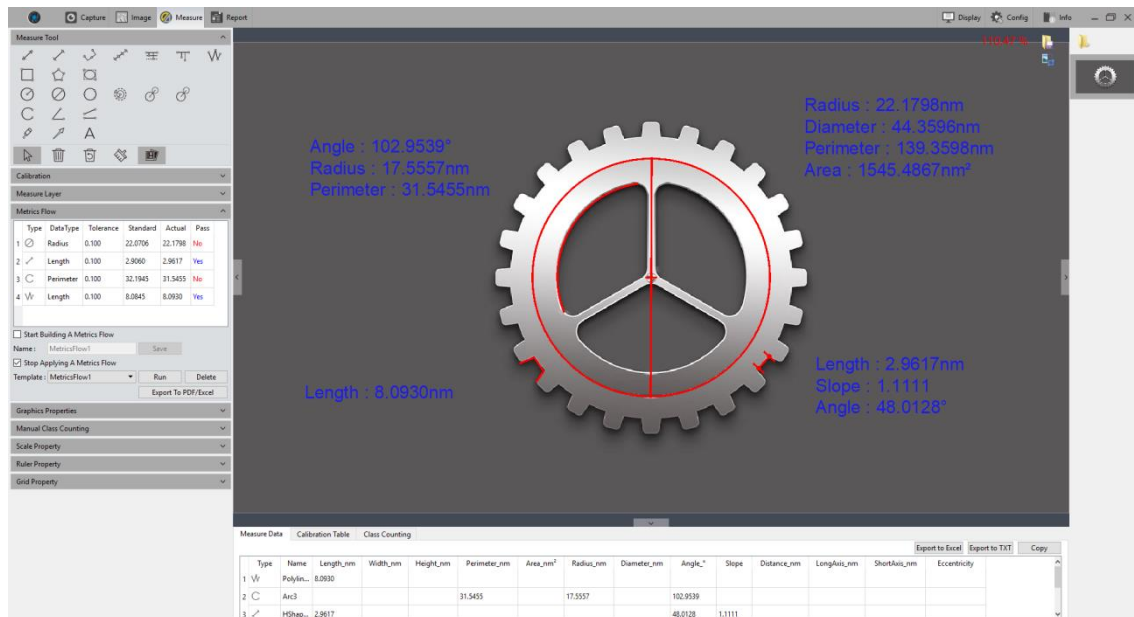 Capture Image Measure Report Display Config Info
Measure Tool
110.47 %
Calibration
Measure Layer
Metrics Flow
Type DataType Tolerance Standard Actual Pass
1 Radius 0.100 22.0706 22.1798 No
2 Length 0.100 2.9060 2.9617 Yes
3 Perimeter 0.100 32.1945 31.5455 No
4 Length 0.100 8.0845 8.0930 Yes
Start Building A Metrics Flow
Name : MetricsFlow1 Save
Stop Applying A Metrics Flow
Template : MetricsFlow1 Run Delete
Export To PDF/Excel
Graphics Properties
Manual Class Counting
Scale Property
Ruler Property
Grid Property
Angle : 102.9539°
Radius : 17.5557nm
Perimeter : 31.5455nm
Radius : 22.1798nm
Diameter : 44.3596nm
Perimeter : 139.3598nm
Area : 1545.4867nm²
Length : 8.0930nm
Length : 2.9617nm
Slope : 1.1111
Angle : 48.0128°
Measure Data Calibration Table Class Counting
Export to Excel Export to TXT Copy
Type Name Length_nm Width_nm Height_nm Perimeter_nm Area_nm² Radius_nm Diameter_nm Angle_° Slope Distance_nm LongAxis_nm ShortAxis_nm Eccentricity
1 Polylin... 8.0930
2 Arc3 31.5455 17.5557 102.9539
3 HShap... 2.9617 48.0128 1.1111